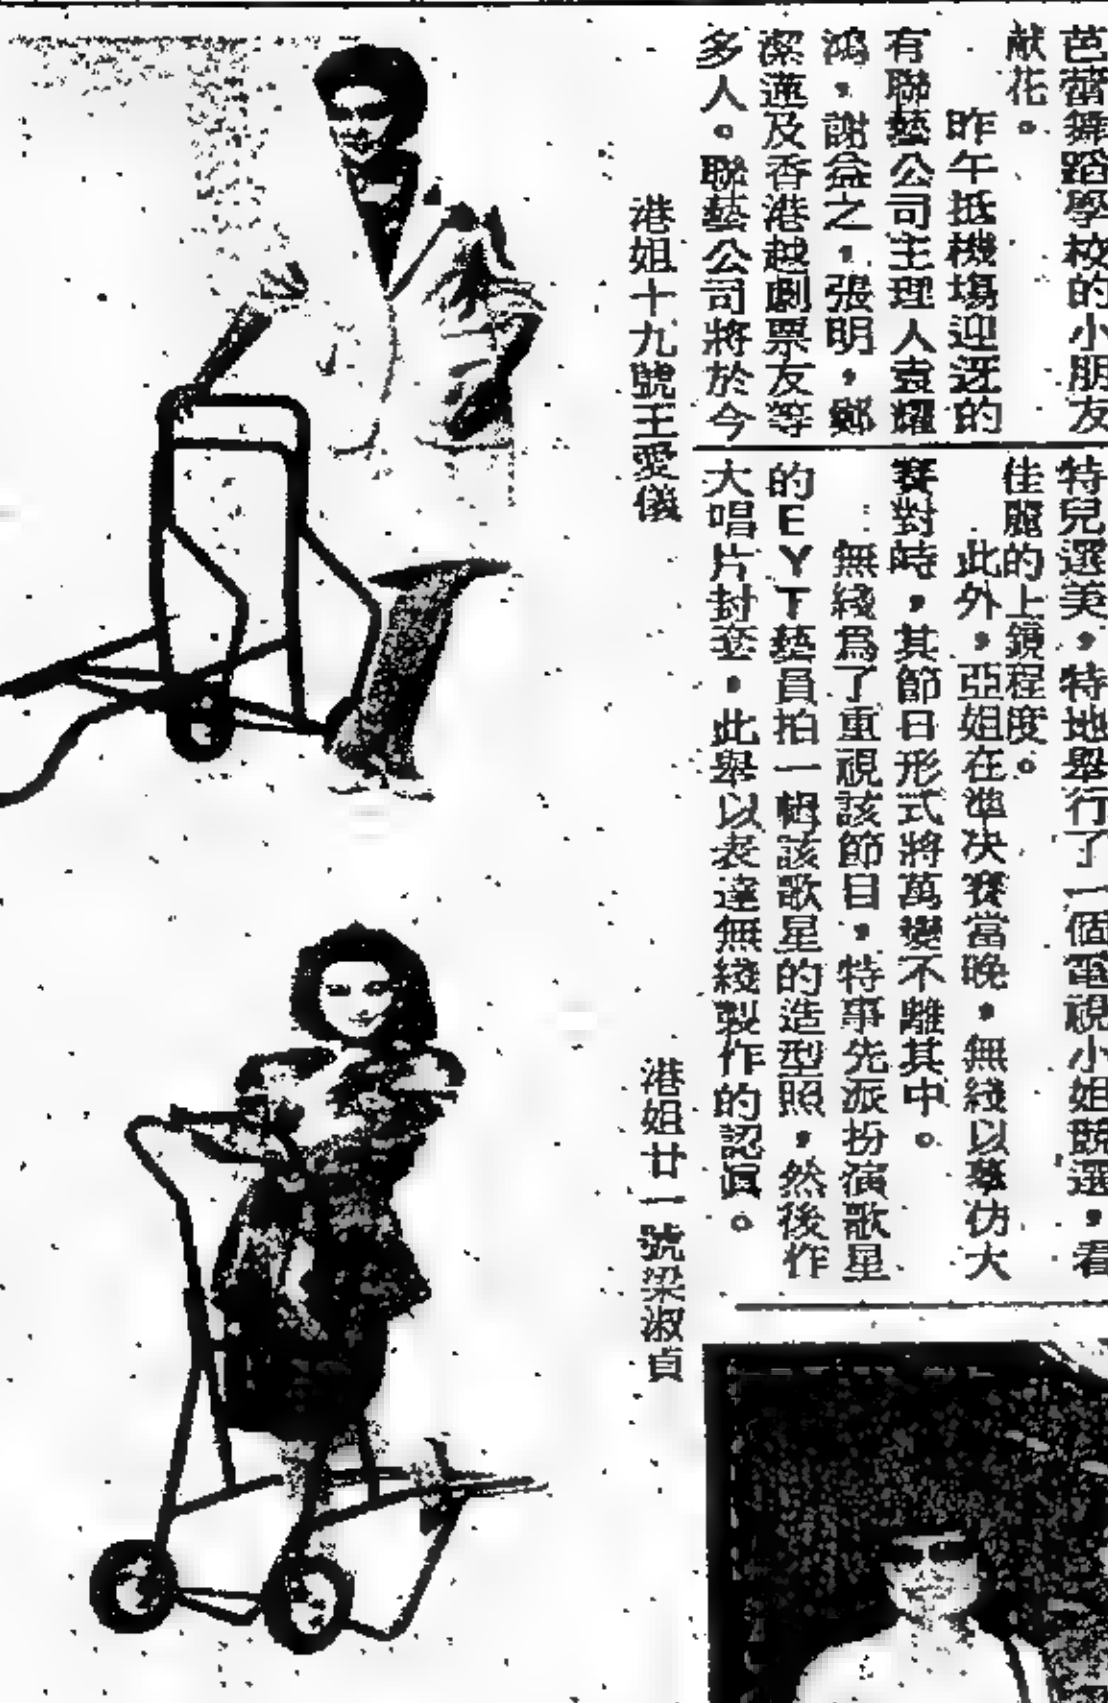 芭蕾舞蹈學校的小朋友
献花。
昨午抵機塲迎迓的
有聯藝公司主理人袁耀
鴻,謝益之,張明,鄭
潔蓮及香港越劇票友等
多人。聯藝公司將於今
特兒選美,特地舉行了一個電視小姐競選,看
佳麗的上鏡程度。
此外,亞姐在準决賽當晚,無綫以摹仿大
賽對時,其節目形式將萬變不離其中。
無綫爲了重視該節目,特事先派扮演歌星
的EYT藝員拍一輯該歌星的造型照,然後作
大唱片封套,此舉以表達無綫製作的認眞。
港姐十九號王愛儀
港姐廿一號梁淑貞